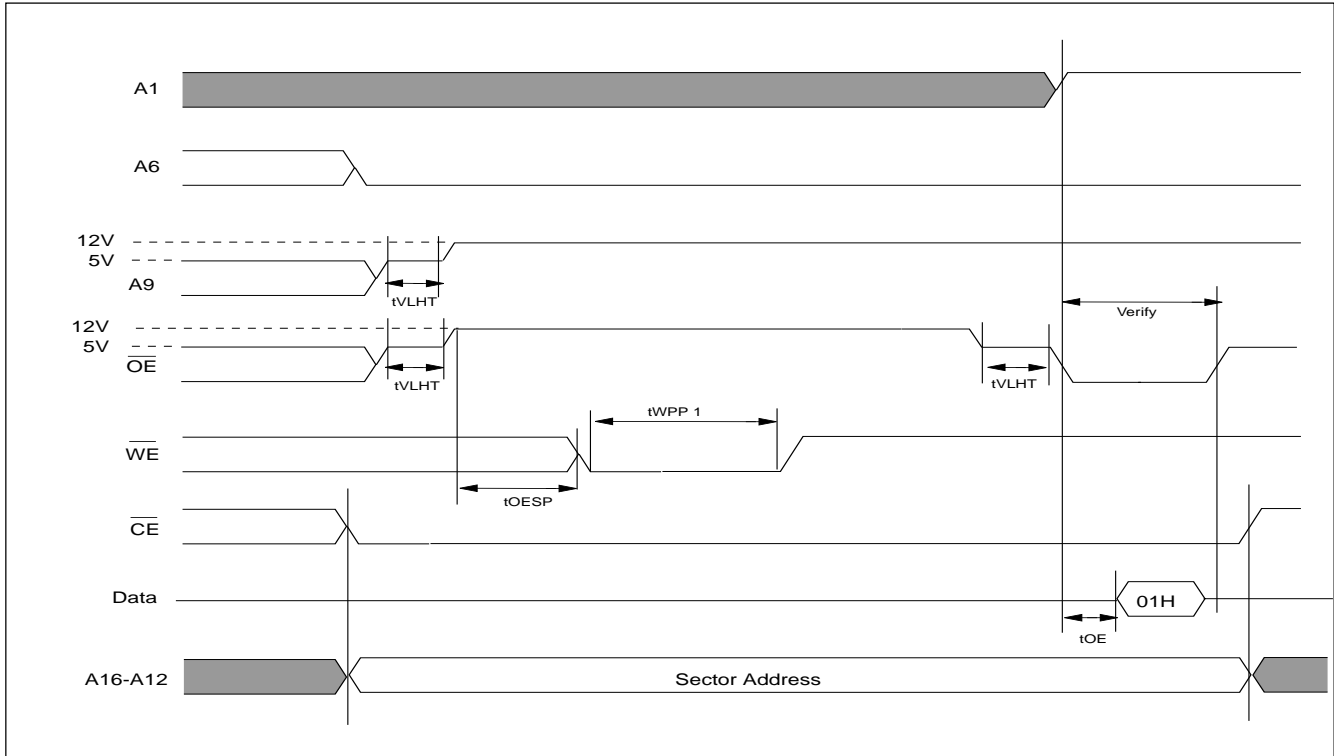 A1
A6
12V
5V
A9
tVLHT
Verify
12V
5V
OE
tVLHT
tVLHT
tWPP 1
WE
tOESP
CE
Data
01H
tOE
A16-A12
Sector Address